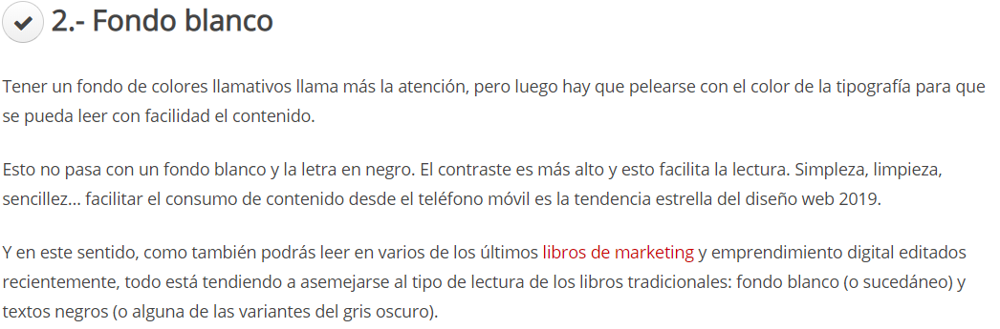 2.- Fondo blanco
Tener un fondo de colores llamativos llama más la atención, pero luego hay que pelearse con el color de la tipografía para que
se pueda leer con facilidad el contenido.
Esto no pasa con un fondo blanco y la letra en negro. El contraste es más alto y esto facilita la lectura. Simpleza, limpieza,
sencillez... facilitar el consumo de contenido desde el teléfono móvil es la tendencia estrella del diseño web 2019.
Y en este sentido, como también podrás leer en varios de los últimos libros de marketing y emprendimiento digital editados
recientemente, todo está tendiendo a asemejarse al tipo de lectura de los libros tradicionales: fondo blanco (o sucedáneo) y
textos negros (o alguna de las variantes del gris oscuro).